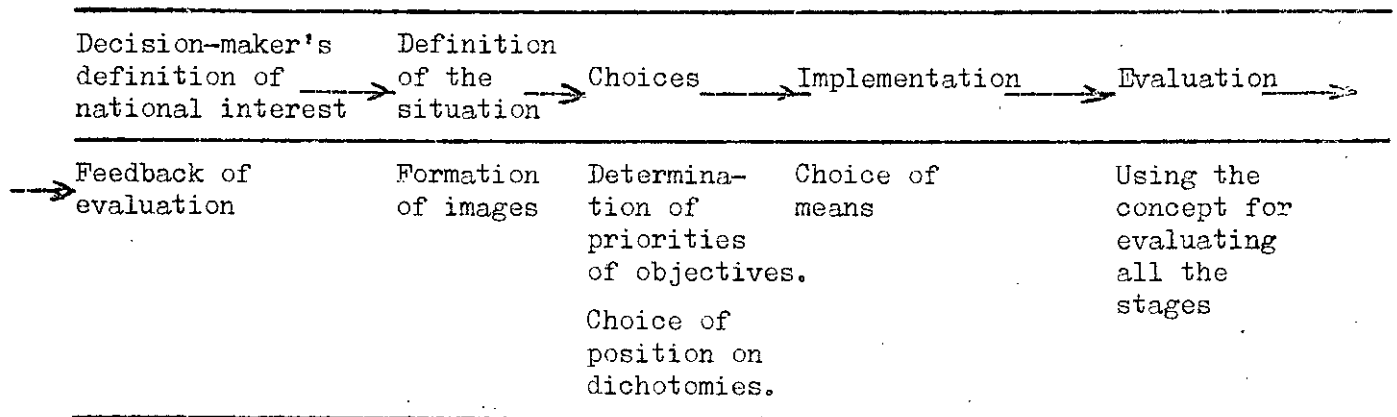 Decision-maker's
definition of
national interest
Definition
of the
situation
Choices
Implementation
Evaluation
Feedback of
evaluation
Formation
of images
Determina-
tion of
priorities
of objectives.
Choice of
position on
dichotomies.
Choice of
means
Using the
concept for
evaluating
all the
stages